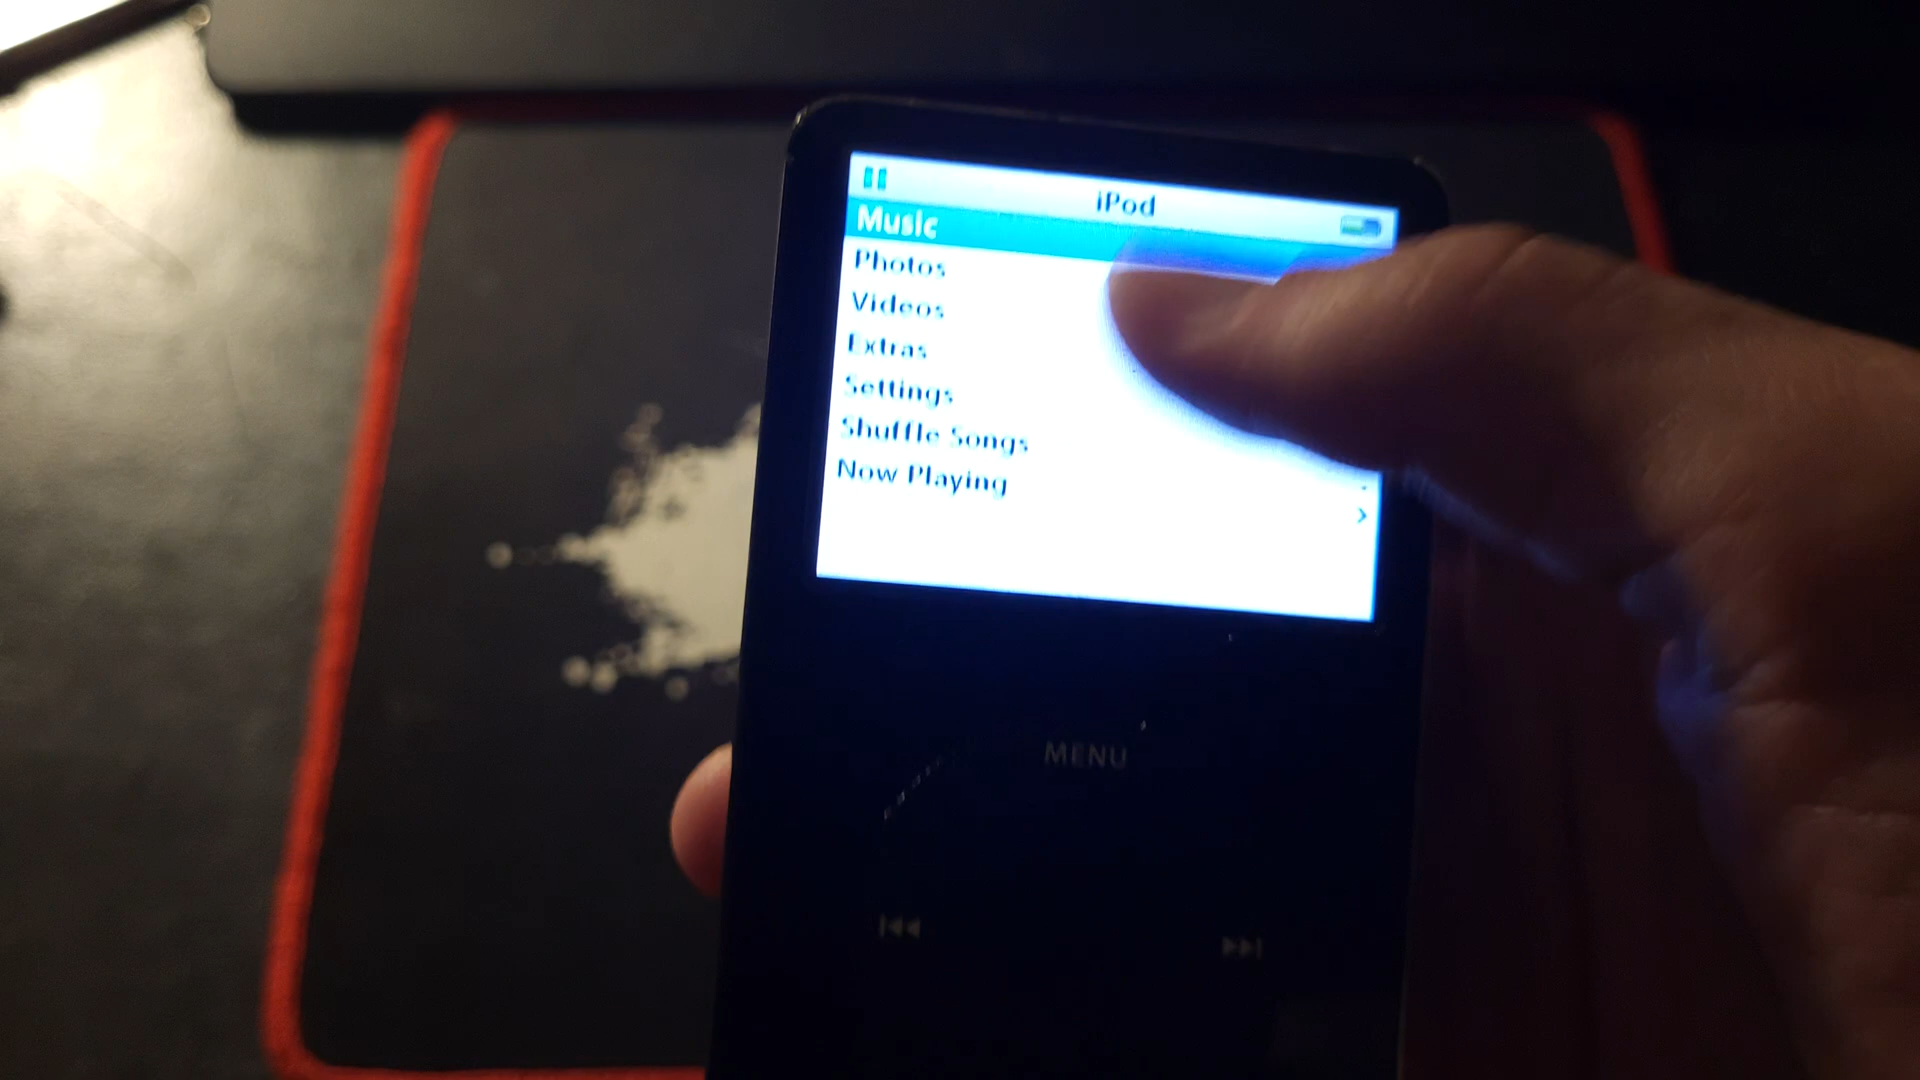 iPod
Music
Photos
Videos
Extras
Settings
Shuffle Songs
Now Playing
MENU